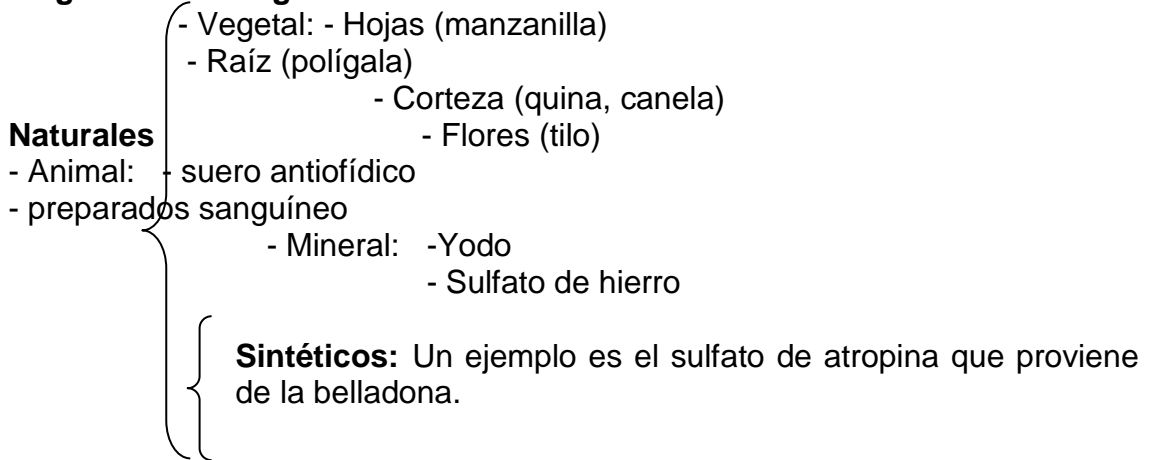 - Vegetal: - Hojas (manzanilla)
- Raíz (polígala)
- Corteza (quina, canela)
Naturales - Flores (tilo)
- Animal: - suero antiofídico
- preparados sanguíneo
- Mineral: -Yodo
- Sulfato de hierro
Sintéticos: Un ejemplo es el sulfato de atropina que proviene
de la belladona.